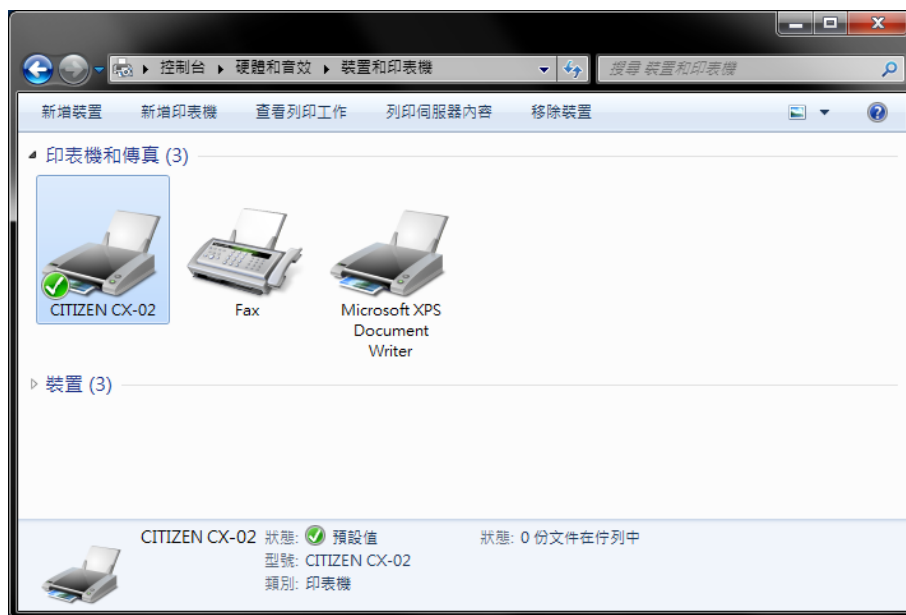 控制台 硬體和音效 裝置和印表機 搜尋 裝置和印表機
新增裝置 新增印表機 查看列印工作 列印伺服器內容 移除裝置
印表機和傳真 (3)
CITIZEN CX-02
Fax
Microsoft XPS
Document
Writer
裝置 (3)
CITIZEN CX-02 狀態: 預設值 狀態: 0 份文件在佇列中
型號: CITIZEN CX-02
類別: 印表機